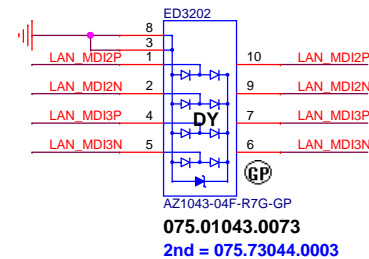 ED3202
8
3
LAN_MDI2P 1 10 LAN_MDI2P
LAN_MDI2N 2 9 LAN_MDI2N
LAN_MDI3P 4 DY 7 LAN_MDI3P
LAN_MDI3N 5 6 LAN_MDI3N
GP
AZ1043-04F-R7G-GP
075.01043.0073
2nd = 075.73044.0003